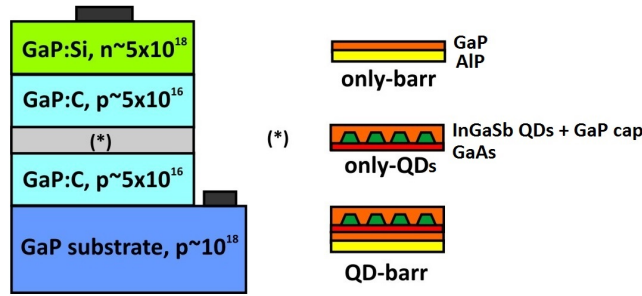 GaP:Si, n~5x10¹⁸
GaP:C, p~5x10¹⁶
(*)
GaP:C, p~5x10¹⁶
GaP substrate, p~10¹⁸
(*)
GaP
AlP
only-barr
InGaSb QDs + GaP cap
GaAs
only-QDs
QD-barr